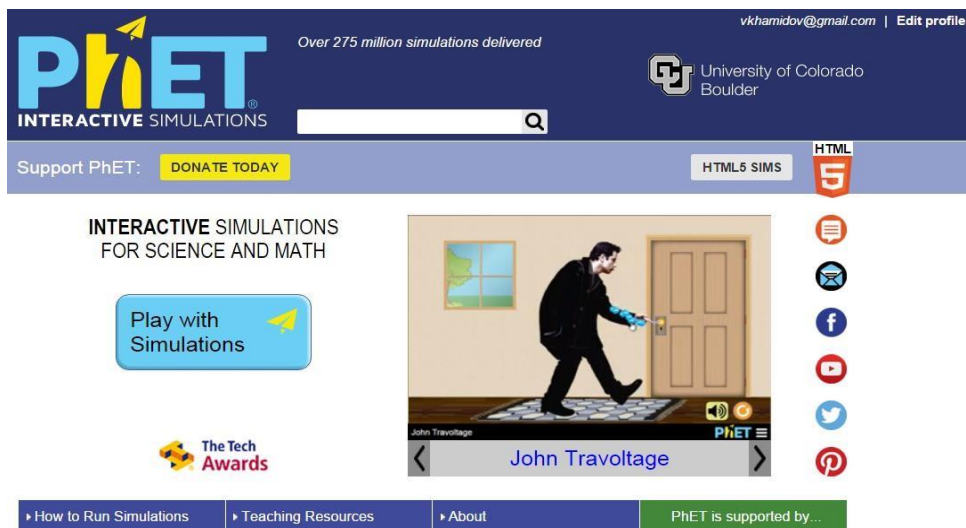 vkhamidov@gmail.com | Edit profile
PhET®
INTERACTIVE SIMULATIONS
Over 275 million simulations delivered
University of Colorado
Boulder
Support PhET:
DONATE TODAY
HTML5 SIMS
HTML
5
INTERACTIVE SIMULATIONS
FOR SCIENCE AND MATH
Play with
Simulations
The Tech
Awards
John Travoltage
PhET
John Travoltage
How to Run Simulations
Teaching Resources
About
PhET is supported by...